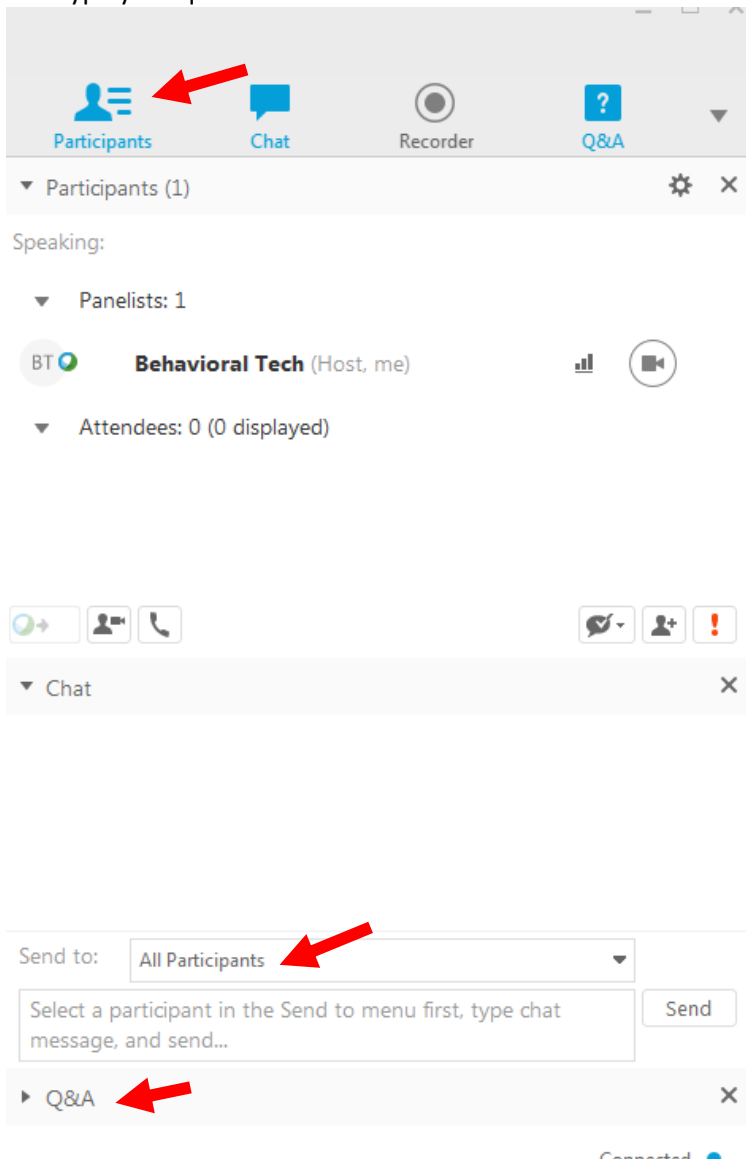 Participants Chat Recorder Q&A
Participants (1)
Speaking:
Panelists: 1
BT Behavioral Tech (Host, me)
Attendees: 0 (0 displayed)
Chat
Send to: All Participants
Select a participant in the Send to menu first, type chat Send
message, and send...
Q&A
Connected